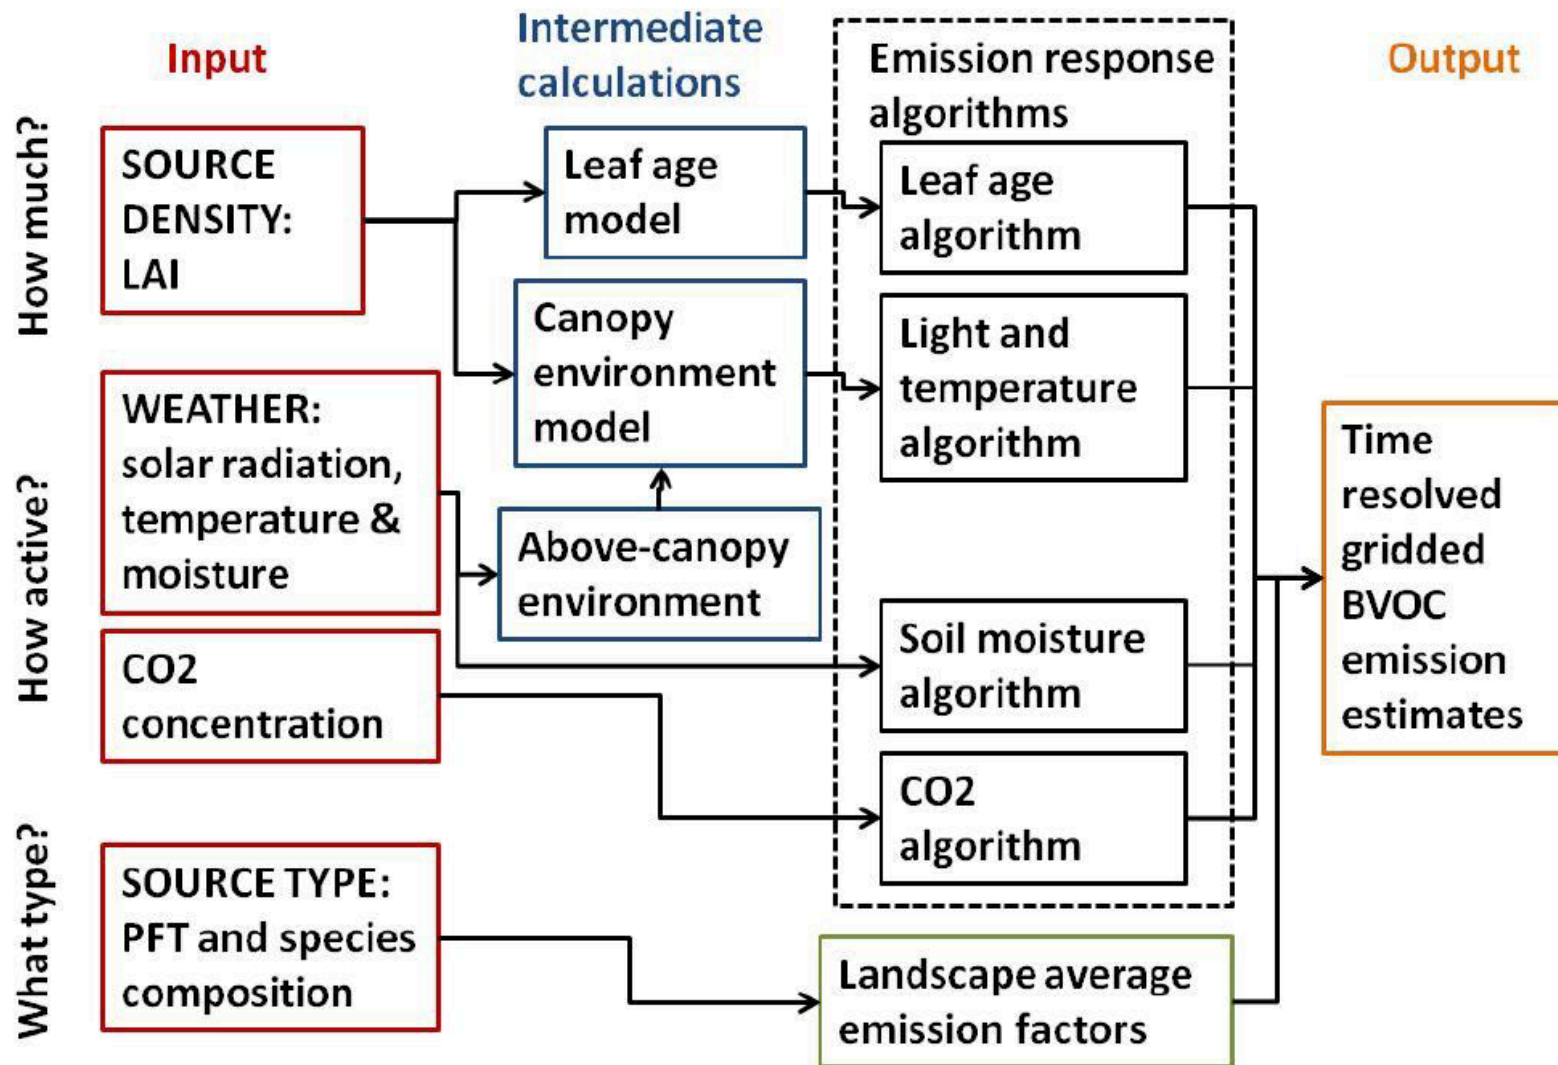 Input
Intermediate
calculations
Emission response
algorithms
Output
How much?
SOURCE
DENSITY:
LAI
Leaf age
model
Leaf age
algorithm
Canopy
environment
model
Light and
temperature
algorithm
How active?
WEATHER:
solar radiation,
temperature &
moisture
Above-canopy
environment
Soil moisture
algorithm
CO2
concentration
CO2
algorithm
Time
resolved
gridded
BVOC
emission
estimates
What type?
SOURCE TYPE:
PFT and species
composition
Landscape average
emission factors